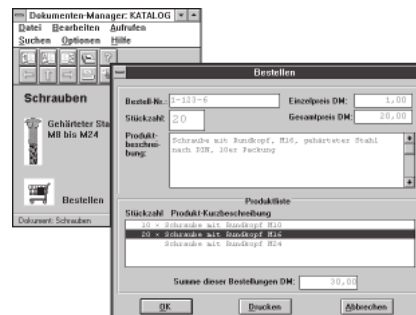 Dokumenten-Manager: KATALOG
Datei Bearbeiten Aufrufen
Suchen Optionen Hilfe
Schrauben
Gehärteter Sta
M8 bis M24
Bestellen
Dokument: Schrauben
Bestellen
Bestell-Nr.: 1-123-6 Einzelpreis DM: 1,00
Stückzahl: 20 Gesamtpreis DM: 20,00
Produkt-beschrei-bung: Schraube mit Rundkopf, M10, gehärteter Stahl
nach DIN, 10er Packung
Produktliste
Stückzahl Produkt-Kurzbeschreibung
10 × Schraube mit Rundkopf M10
20 × Schraube mit Rundkopf M16
Schraube mit Rundkopf M24
Summe dieser Bestellungen DM: 30,00
OK Drucken Abbrechen